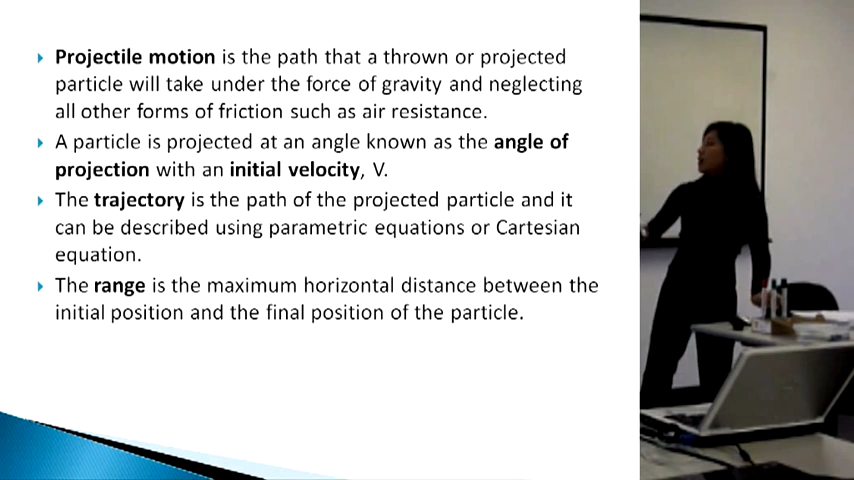 Projectile motion is the path that a thrown or projected
particle will take under the force of gravity and neglecting
all other forms of friction such as air resistance.
A particle is projected at an angle known as the angle of
projection with an initial velocity, V.
The trajectory is the path of the projected particle and it
can be described using parametric equations or Cartesian
equation.
The range is the maximum horizontal distance between the
initial position and the final position of the particle.